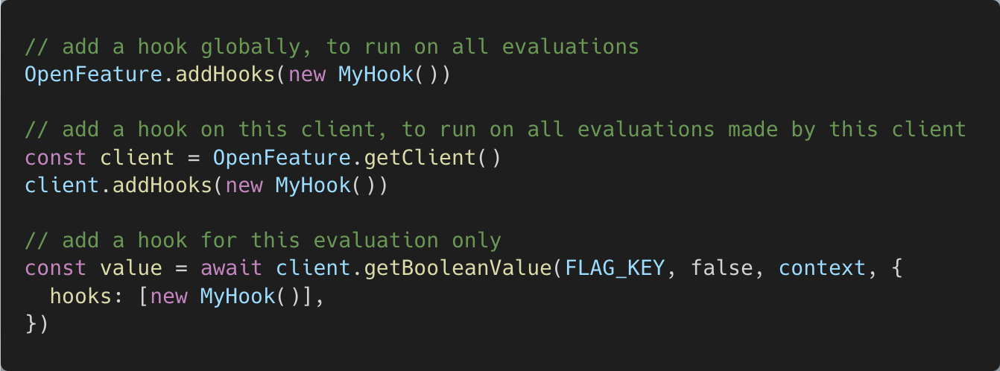 // add a hook globally, to run on all evaluations
OpenFeature.addHooks(new MyHook())
// add a hook on this client, to run on all evaluations made by this client
const client = OpenFeature.getClient()
client.addHooks(new MyHook())
// add a hook for this evaluation only
const value = await client.getBooleanValue(FLAG_KEY, false, context, {
  hooks: [new MyHook()],
})